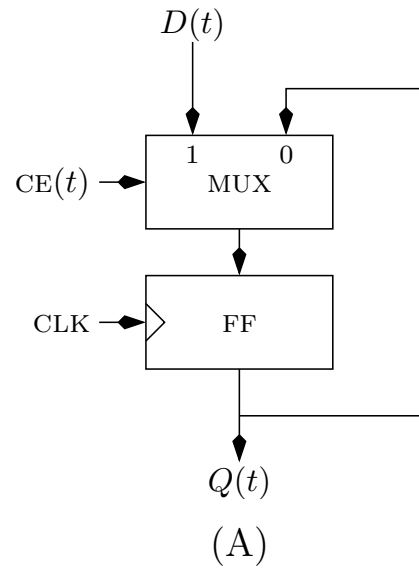 D(t)
1 0
CE(t) MUX
CLK FF
Q(t)
(A)